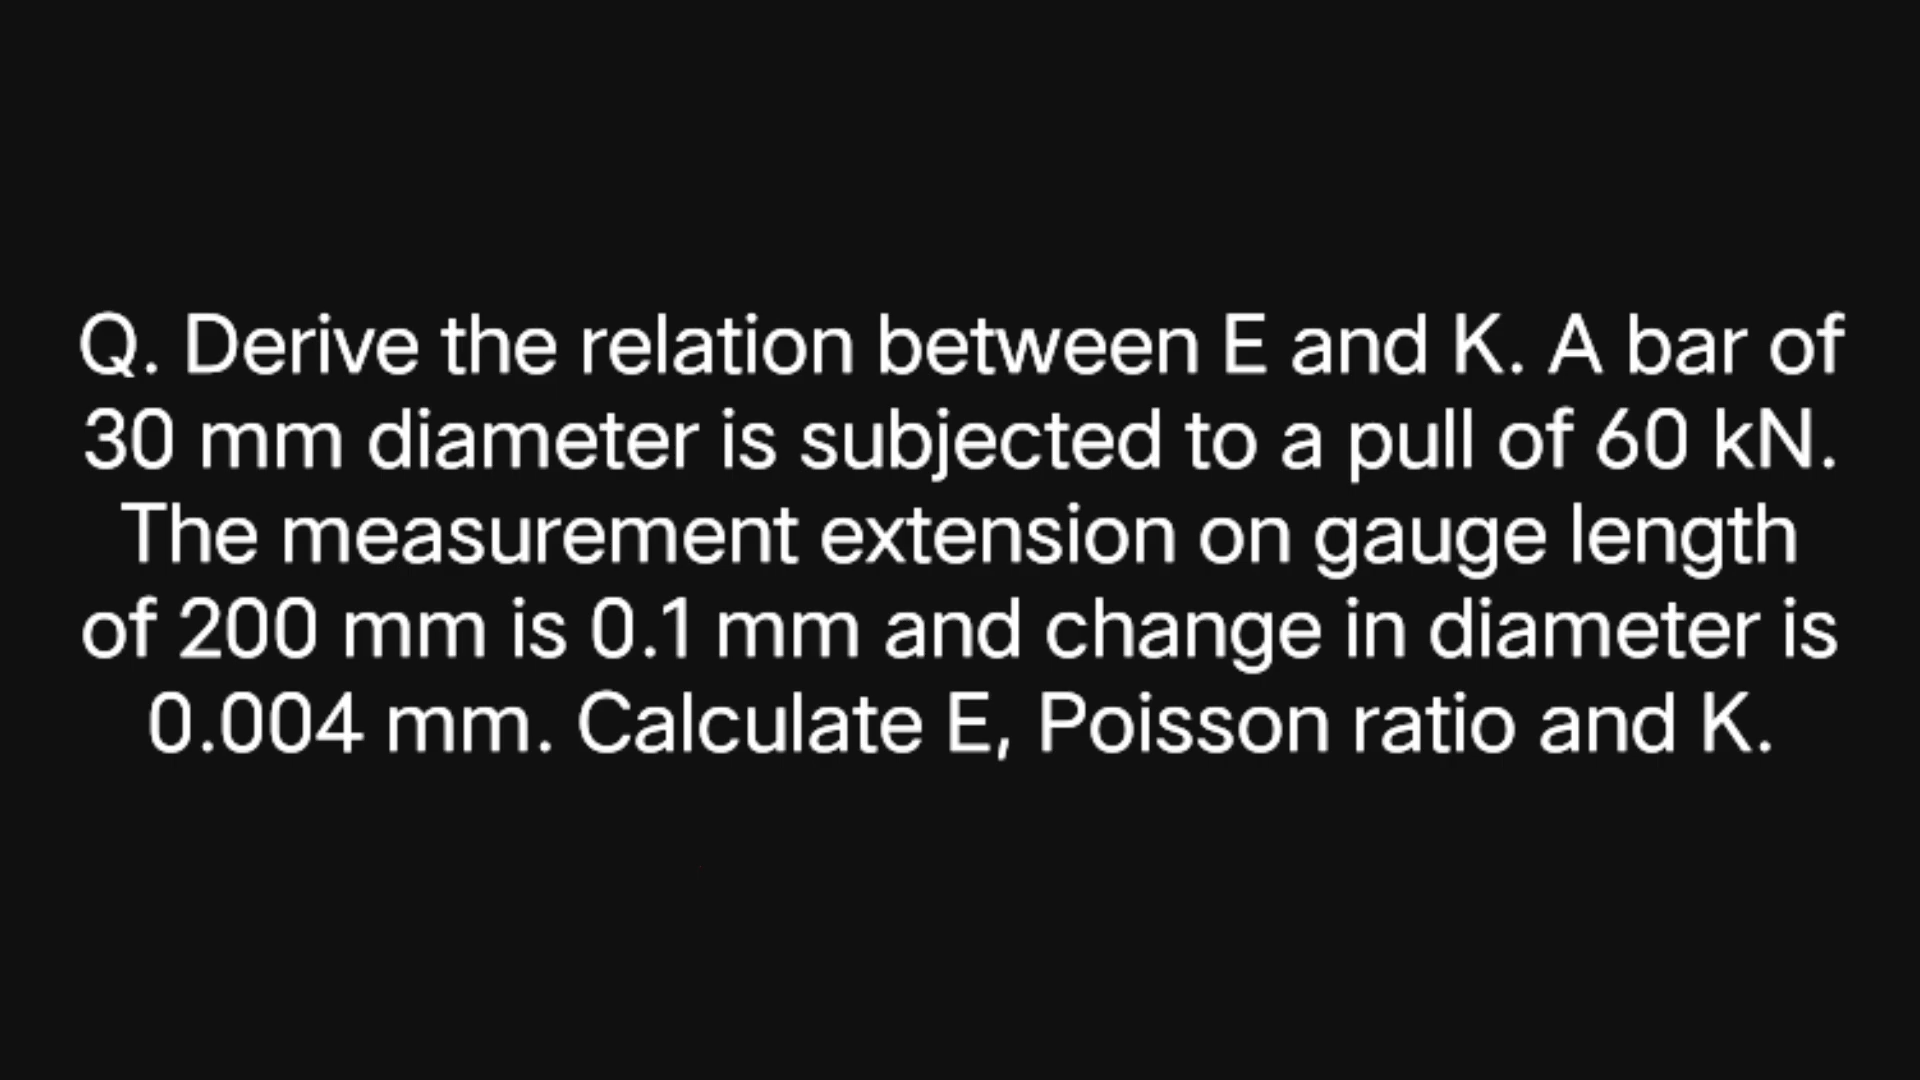 Q. Derive the relation between E and K. A bar of
30 mm diameter is subjected to a pull of 60 kN.
The measurement extension on gauge length
of 200 mm is 0.1 mm and change in diameter is
0.004 mm. Calculate E, Poisson ratio and K.